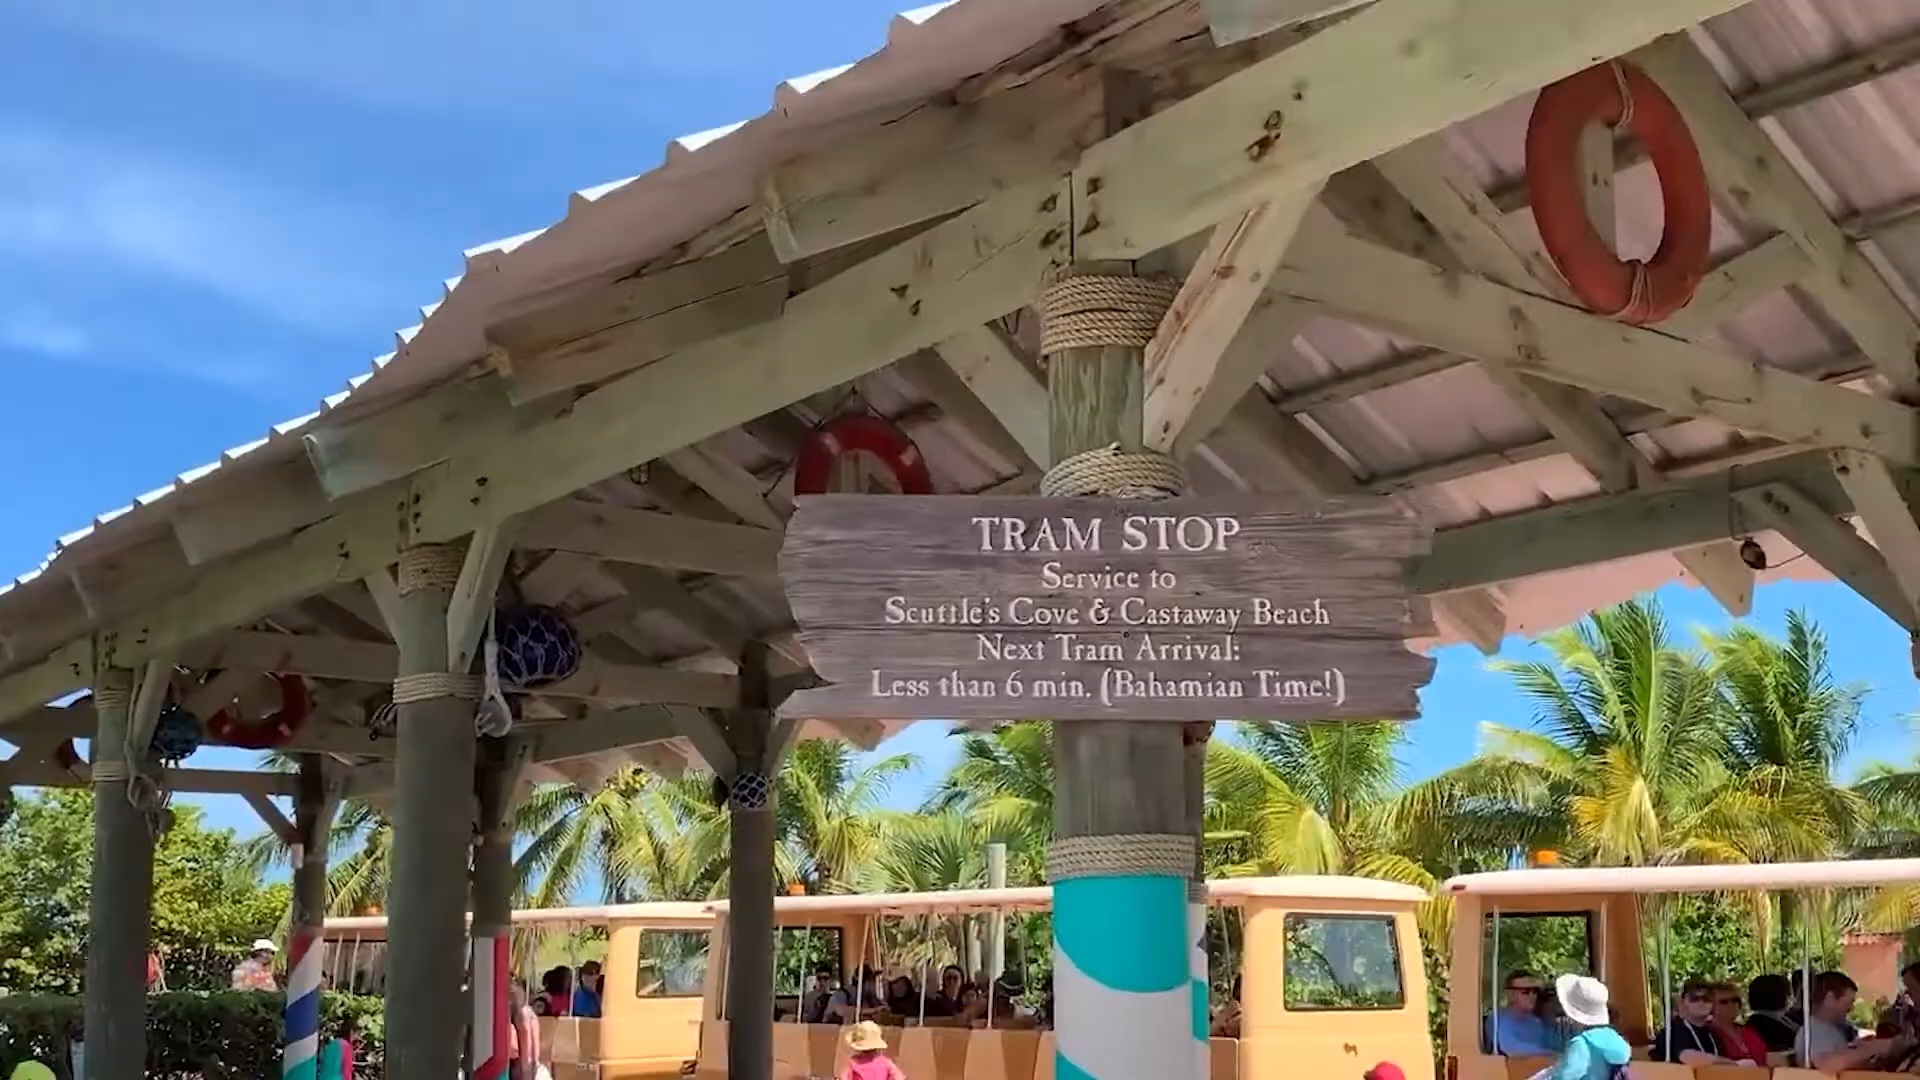 TRAM STOP
Service to
Scuttle's Cove & Castaway Beach
Next Tram Arrival:
Less than 6 min. (Bahamian Time!)